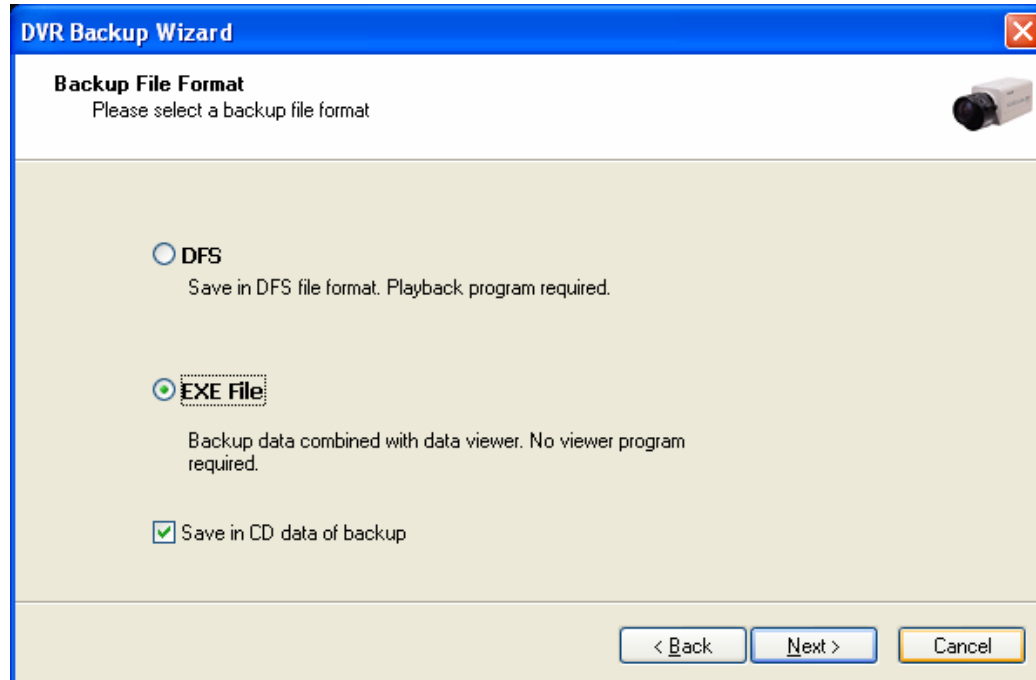 DVR Backup Wizard
Backup File Format
Please select a backup file format
DFS
Save in DFS file format. Playback program required.
EXE File
Backup data combined with data viewer. No viewer program
required.
Save in CD data of backup
< Back
Next >
Cancel